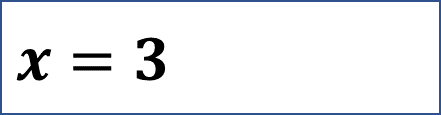 x = 3